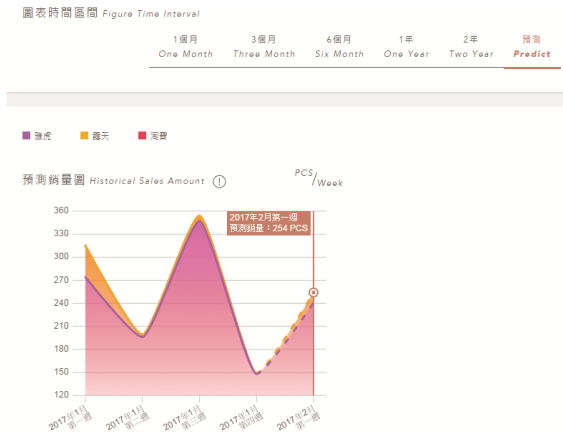 圖表時間區間 Figure Time Interval
1個月 3個月 6個月 1年 2年 預測
One Month Three Month Six Month One Year Two Year Predict
雅虎 露天 淘寶
預測銷量圖 Historical Sales Amount ! PCS/Week
2017年2月第一週
預測銷量：254 PCS
360
330
300
270
240
210
180
150
120
2017年1月 2017年1月 2017年1月 2017年1月 2017年2月
第一週 第二週 第三週 第四週 第一週